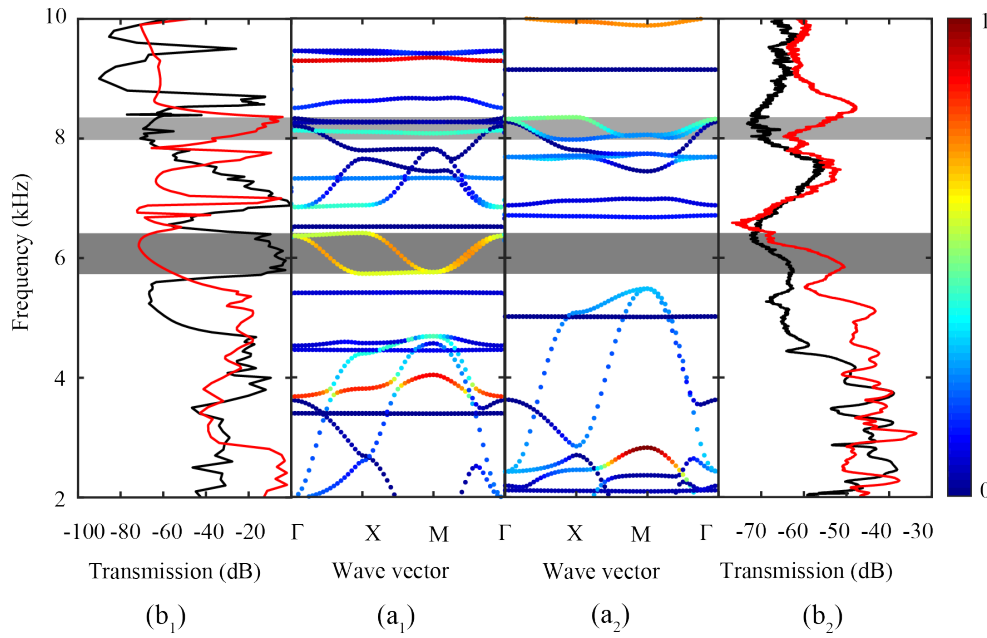 10
8
6
4
2
Frequency (kHz)
1
0
-100 -80 -60 -40 -20 Γ X M Γ X M Γ -70 -60 -50 -40 -30
Transmission (dB) Wave vector Wave vector Transmission (dB)
(b1) (a1) (a2) (b2)